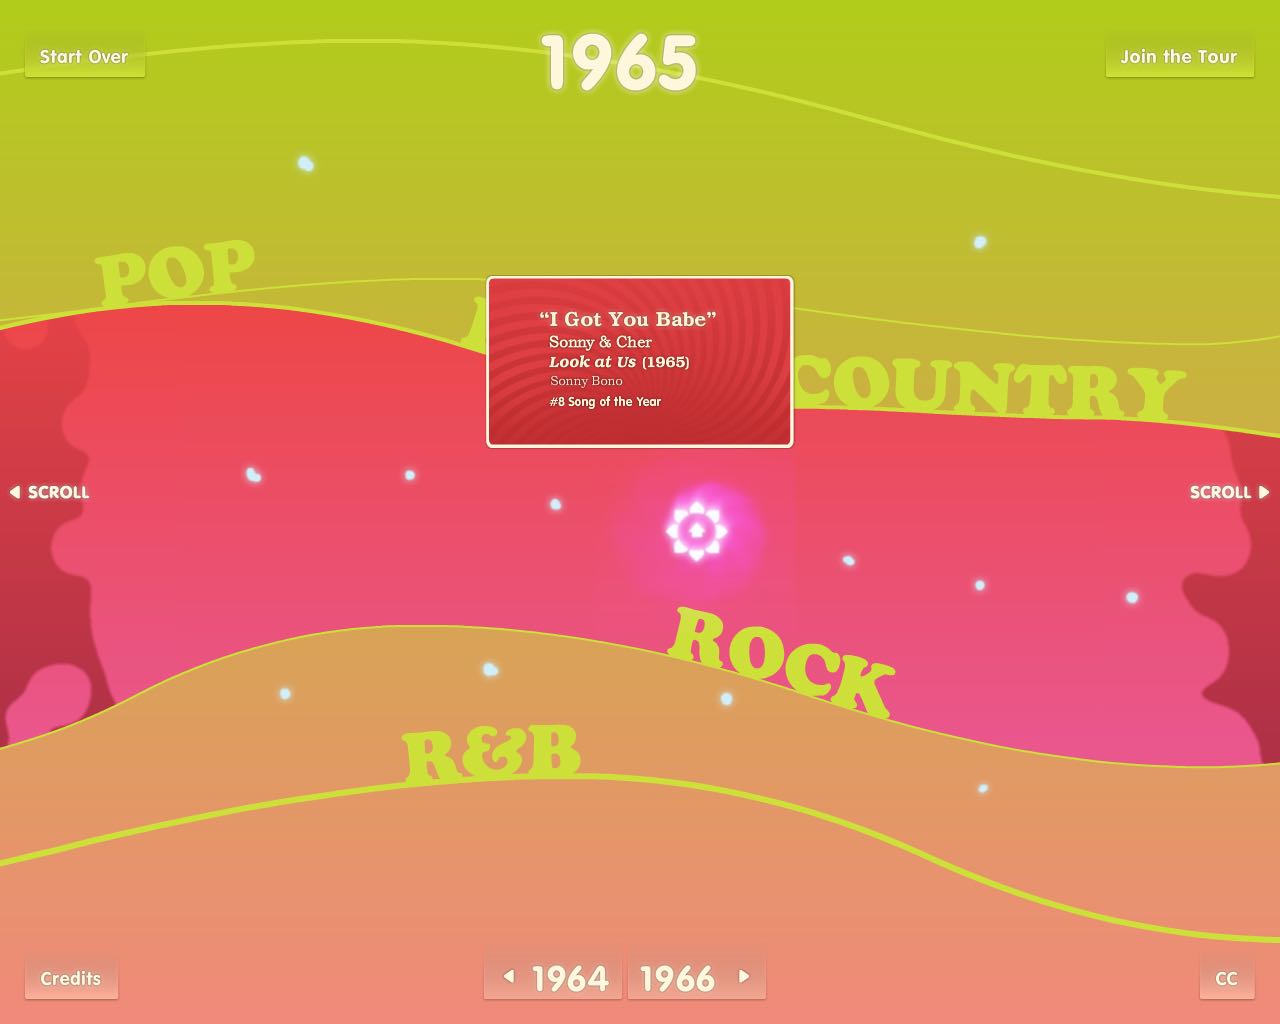 Start Over
1965
Join the Tour
POP
“I Got You Babe”
Sonny & Cher
Look at Us (1965)
Sonny Bono
#8 Song of the Year
COUNTRY
SCROLL
SCROLL
ROCK
R&B
Credits
1964
1966
CC